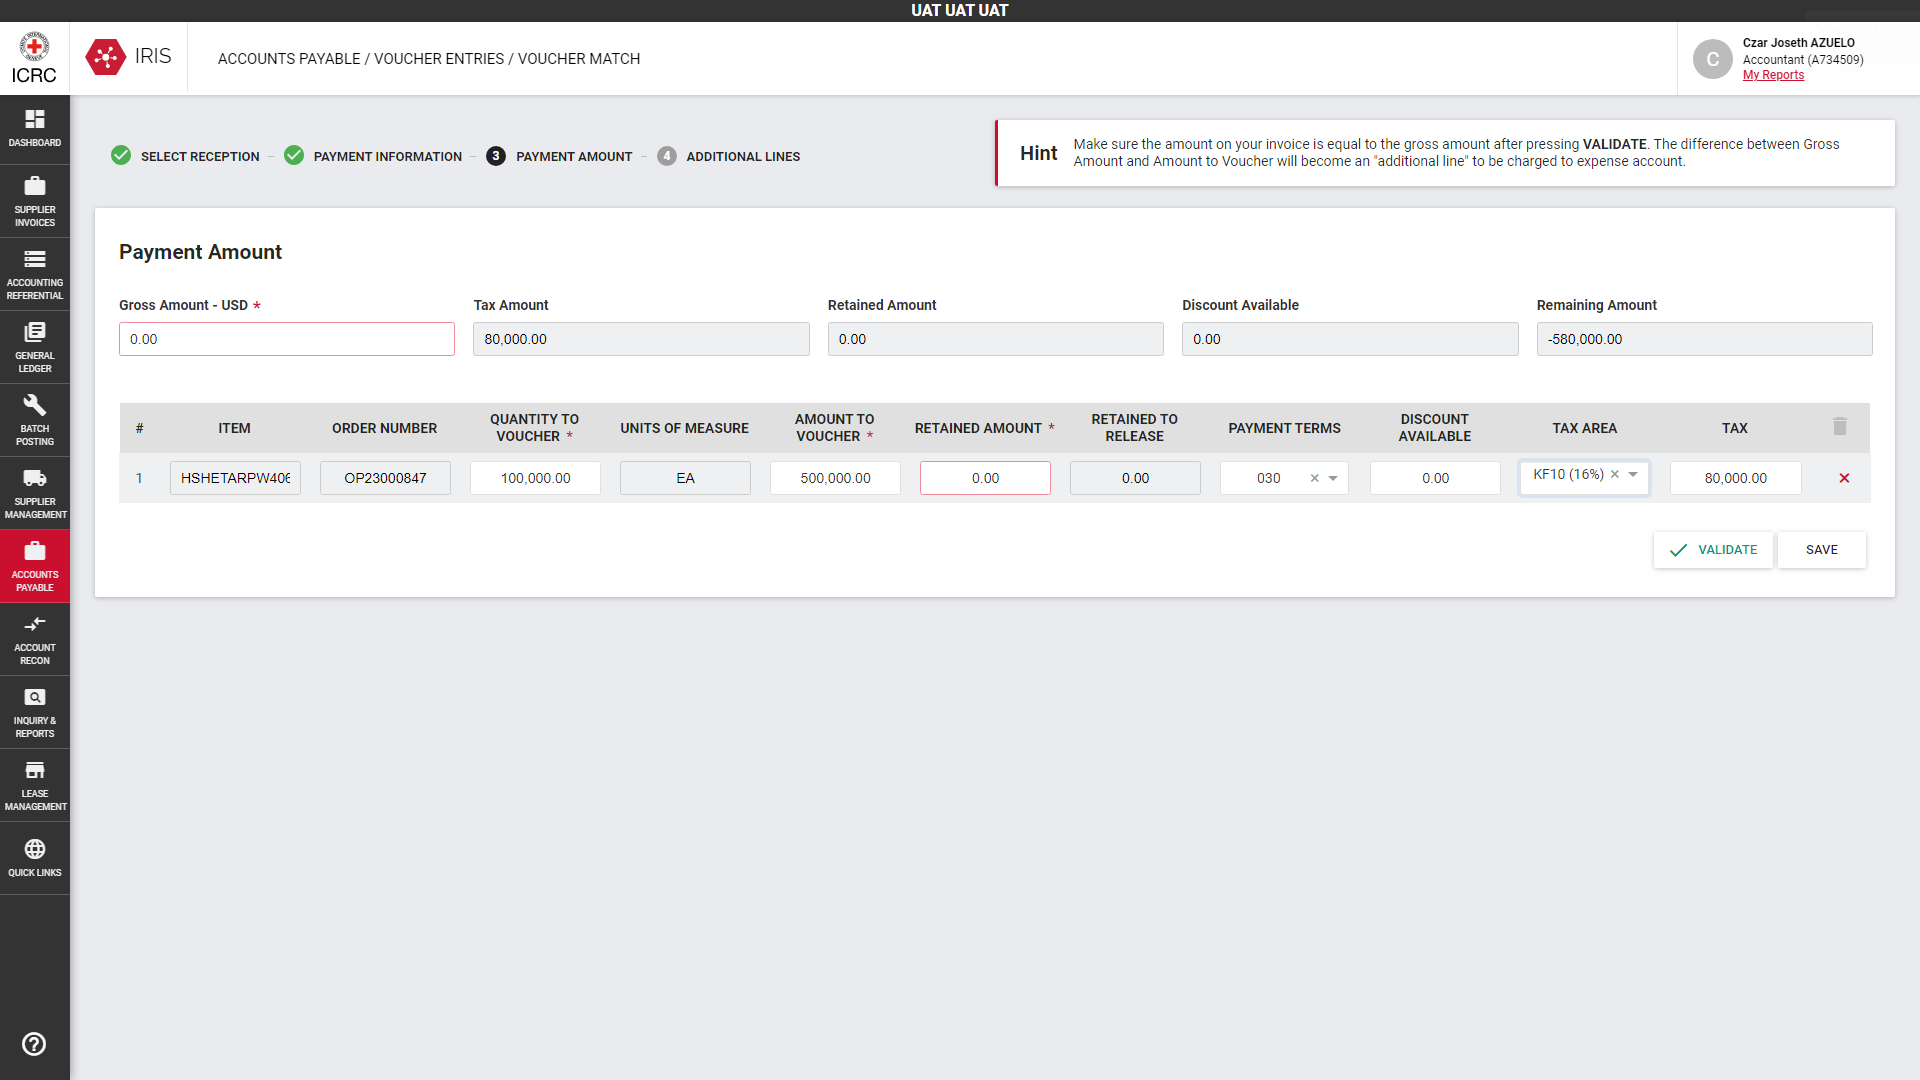 UAT UAT UAT
ICRC
IRIS
ACCOUNTS PAYABLE / VOUCHER ENTRIES / VOUCHER MATCH
C
Czar Joseth AZUELO
Accountant (A734509)
My Reports
DASHBOARD
SUPPLIER
INVOICES
ACCOUNTING
REFERENTIAL
GENERAL
LEDGER
BATCH
POSTING
SUPPLIER
MANAGEMENT
ACCOUNTS
PAYABLE
ACCOUNT
RECON
INQUIRY &
REPORTS
LEASE
MANAGEMENT
QUICK LINKS
SELECT RECEPTION – PAYMENT INFORMATION – 3 PAYMENT AMOUNT – 4 ADDITIONAL LINES
Hint
Make sure the amount on your invoice is equal to the gross amount after pressing VALIDATE. The difference between Gross
Amount and Amount to Voucher will become an "additional line" to be charged to expense account.
Payment Amount
Gross Amount - USD * Tax Amount Retained Amount Discount Available Remaining Amount
0.00 80,000.00 0.00 0.00 -580,000.00
# ITEM ORDER NUMBER QUANTITY TO VOUCHER * UNITS OF MEASURE AMOUNT TO VOUCHER * RETAINED AMOUNT * RETAINED TO RELEASE PAYMENT TERMS DISCOUNT AVAILABLE TAX AREA TAX
1 HSHETARPW406 OP23000847 100,000.00 EA 500,000.00 0.00 0.00 030 0.00 KF10 (16%) 80,000.00
VALIDATE SAVE